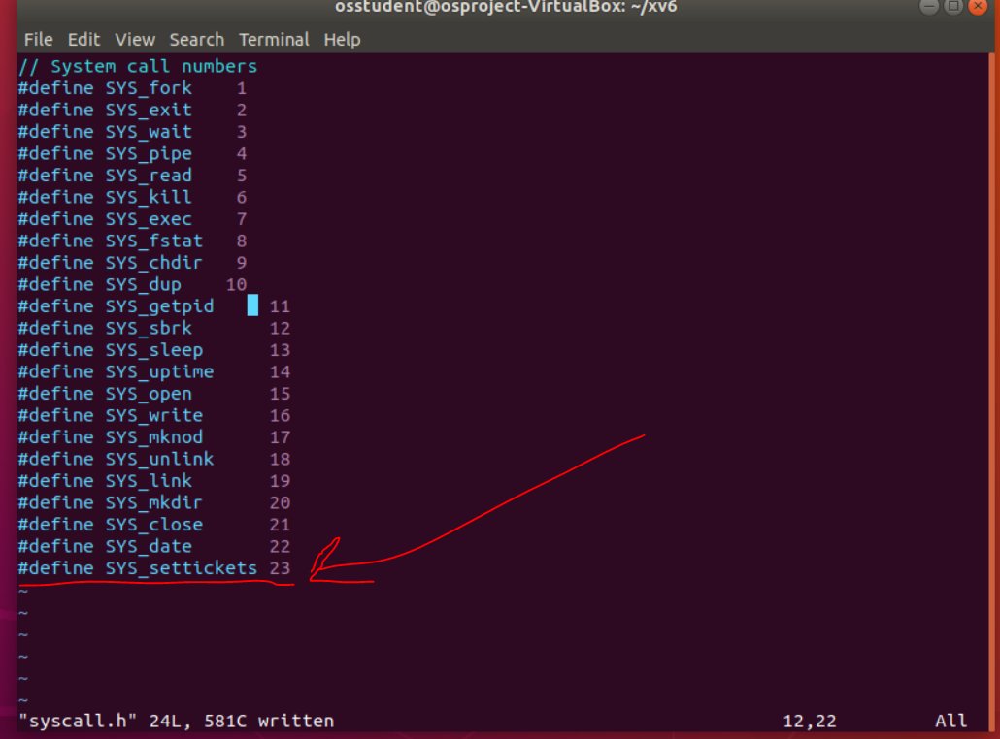 osstudent@osproject-VirtualBox: ~/xv6
File Edit View Search Terminal Help
// System call numbers
#define SYS_fork    1
#define SYS_exit    2
#define SYS_wait    3
#define SYS_pipe    4
#define SYS_read    5
#define SYS_kill    6
#define SYS_exec    7
#define SYS_fstat   8
#define SYS_chdir   9
#define SYS_dup    10
#define SYS_getpid     11
#define SYS_sbrk       12
#define SYS_sleep      13
#define SYS_uptime     14
#define SYS_open       15
#define SYS_write      16
#define SYS_mknod      17
#define SYS_unlink     18
#define SYS_link       19
#define SYS_mkdir      20
#define SYS_close      21
#define SYS_date       22
#define SYS_settickets 23
~
~
~
~
~
~
"syscall.h" 24L, 581C written 12,22 All